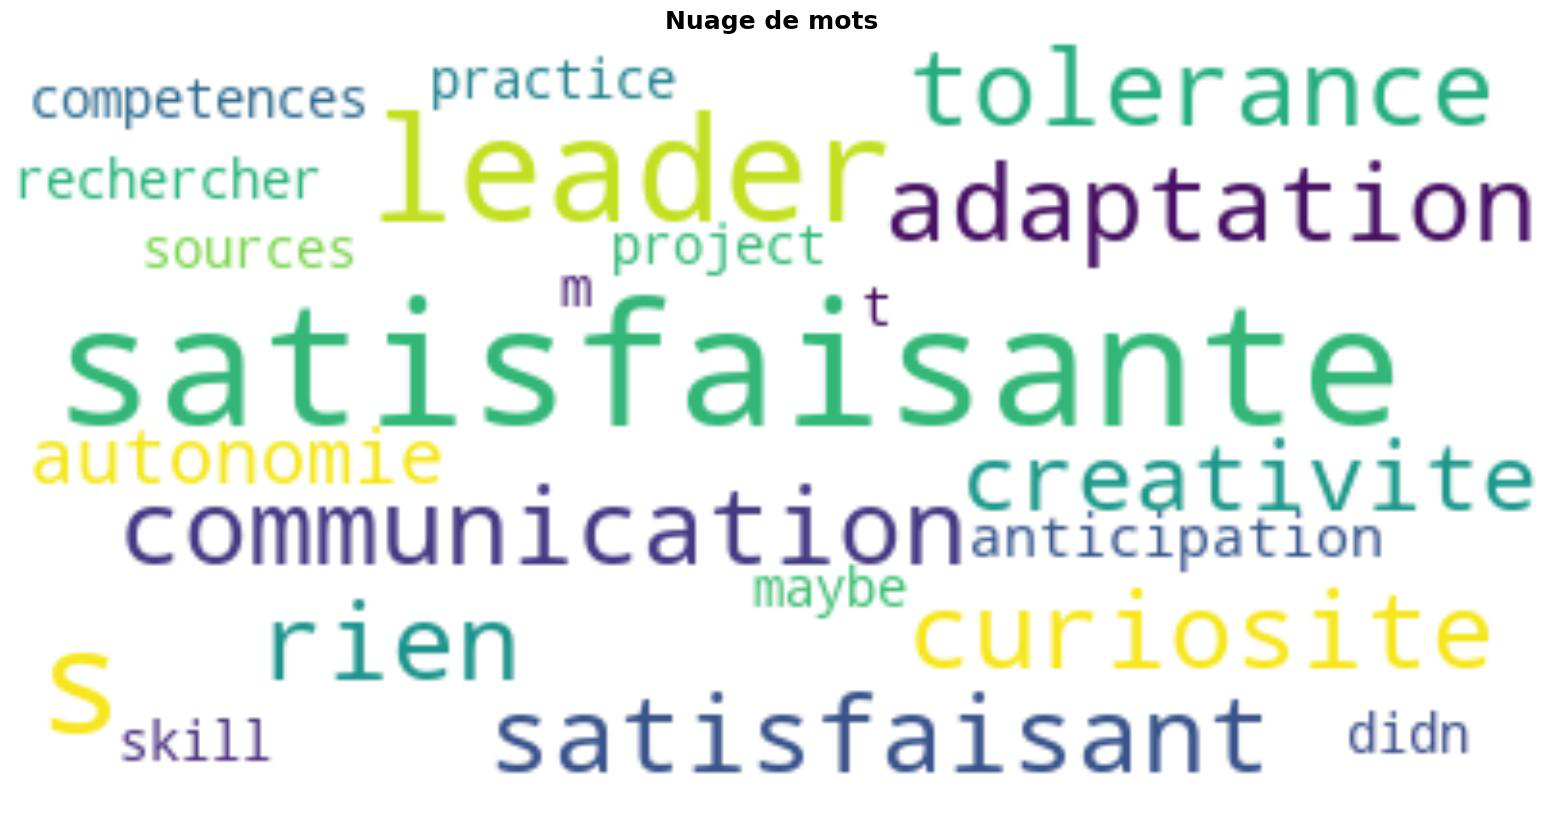 Nuage de mots
competences
practice
tolerance
leader
rechercher
adaptation
sources
project
m
t
satisfaisante
autonomie
creativite
communication
anticipation
maybe
rien
curiosite
s
skill
satisfaisant
didn